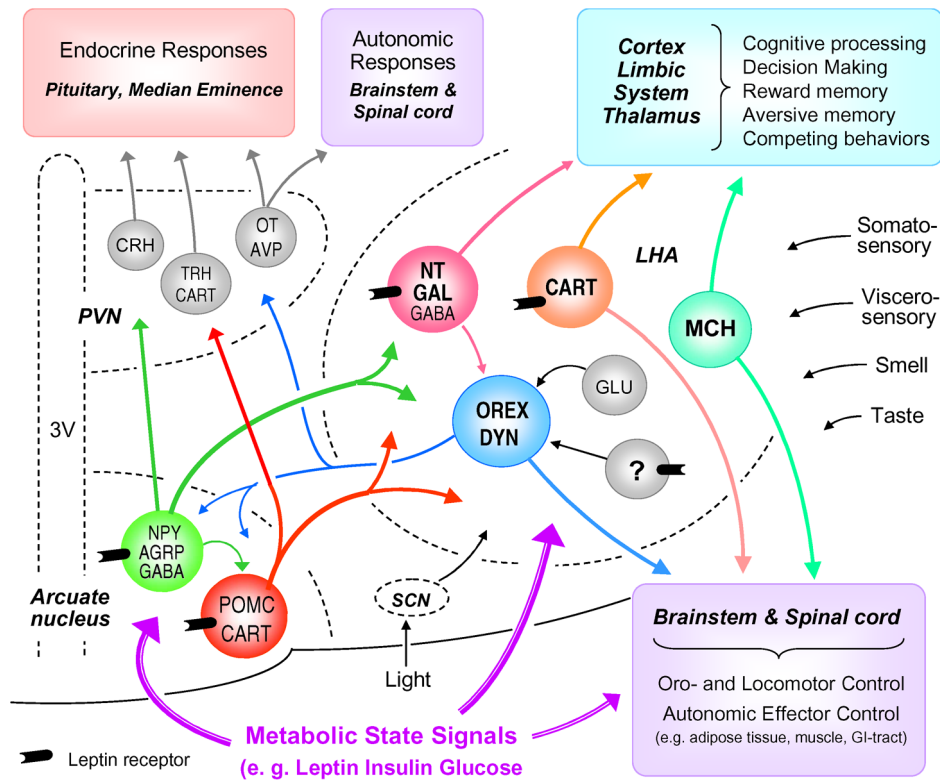 Endocrine Responses
Pituitary, Median Eminence
Autonomic
Responses
Brainstem &
Spinal cord
Cortex
Limbic
System
Thalamus
Cognitive processing
Decision Making
Reward memory
Aversive memory
Competing behaviors
CRH
TRH
CART
OT
AVP
PVN
3V
NT
GAL
GABA
CART
LHA
MCH
Somato-
sensory
Viscero-
sensory
Smell
Taste
OREX
DYN
GLU
?
NPY
AGRP
GABA
POMC
CART
Arcuate
nucleus
SCN
Light
Brainstem & Spinal cord
Oro- and Locomotor Control
Autonomic Effector Control
(e.g. adipose tissue, muscle, GI-tract)
Metabolic State Signals
(e. g. Leptin Insulin Glucose
Leptin receptor